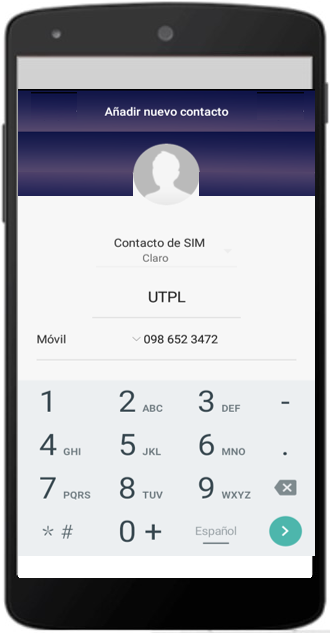 Añadir nuevo contacto
Contacto de SIM
Claro
UTPL
Móvil 098 652 3472
1 2 ABC 3 DEF -
4 GHI 5 JKL 6 MNO .
7 PQRS 8 TUV 9 WXYZ
* # 0 + Español